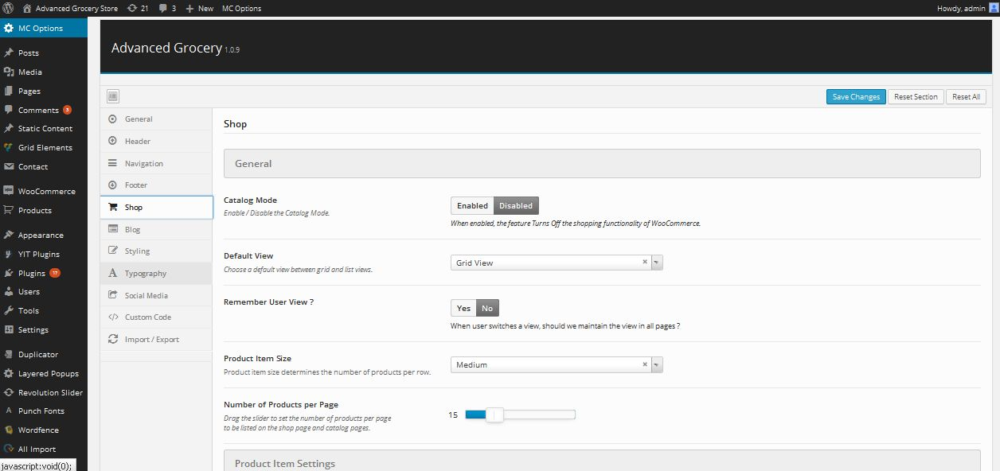 Advanced Grocery Store 21 3 New MC Options Howdy, admin
MC Options
Posts
Media
Pages
Comments 3
Static Content
Grid Elements
Contact
WooCommerce
Products
Appearance
YIT Plugins
Plugins 17
Users
Tools
Settings
Duplicator
Layered Popups
Revolution Slider
Punch Fonts
Wordfence
All Import
javascript:void(0);
Advanced Grocery 1.0.9
Save Changes Reset Section Reset All
General
Header
Navigation
Footer
Shop
Blog
Styling
Typography
Social Media
Custom Code
Import / Export
Shop
General
Catalog Mode
Enable / Disable the Catalog Mode.
Enabled Disabled
When enabled, the feature Turns Off the shopping functionality of WooCommerce.
Default View
Choose a default view between grid and list views.
Grid View
Remember User View ?
Yes No
When user switches a view, should we maintain the view in all pages ?
Product Item Size
Product item size determines the number of products per row.
Medium
Number of Products per Page
Drag the slider to set the number of products per page
to be listed on the shop page and catalog pages.
15
Product Item Settings